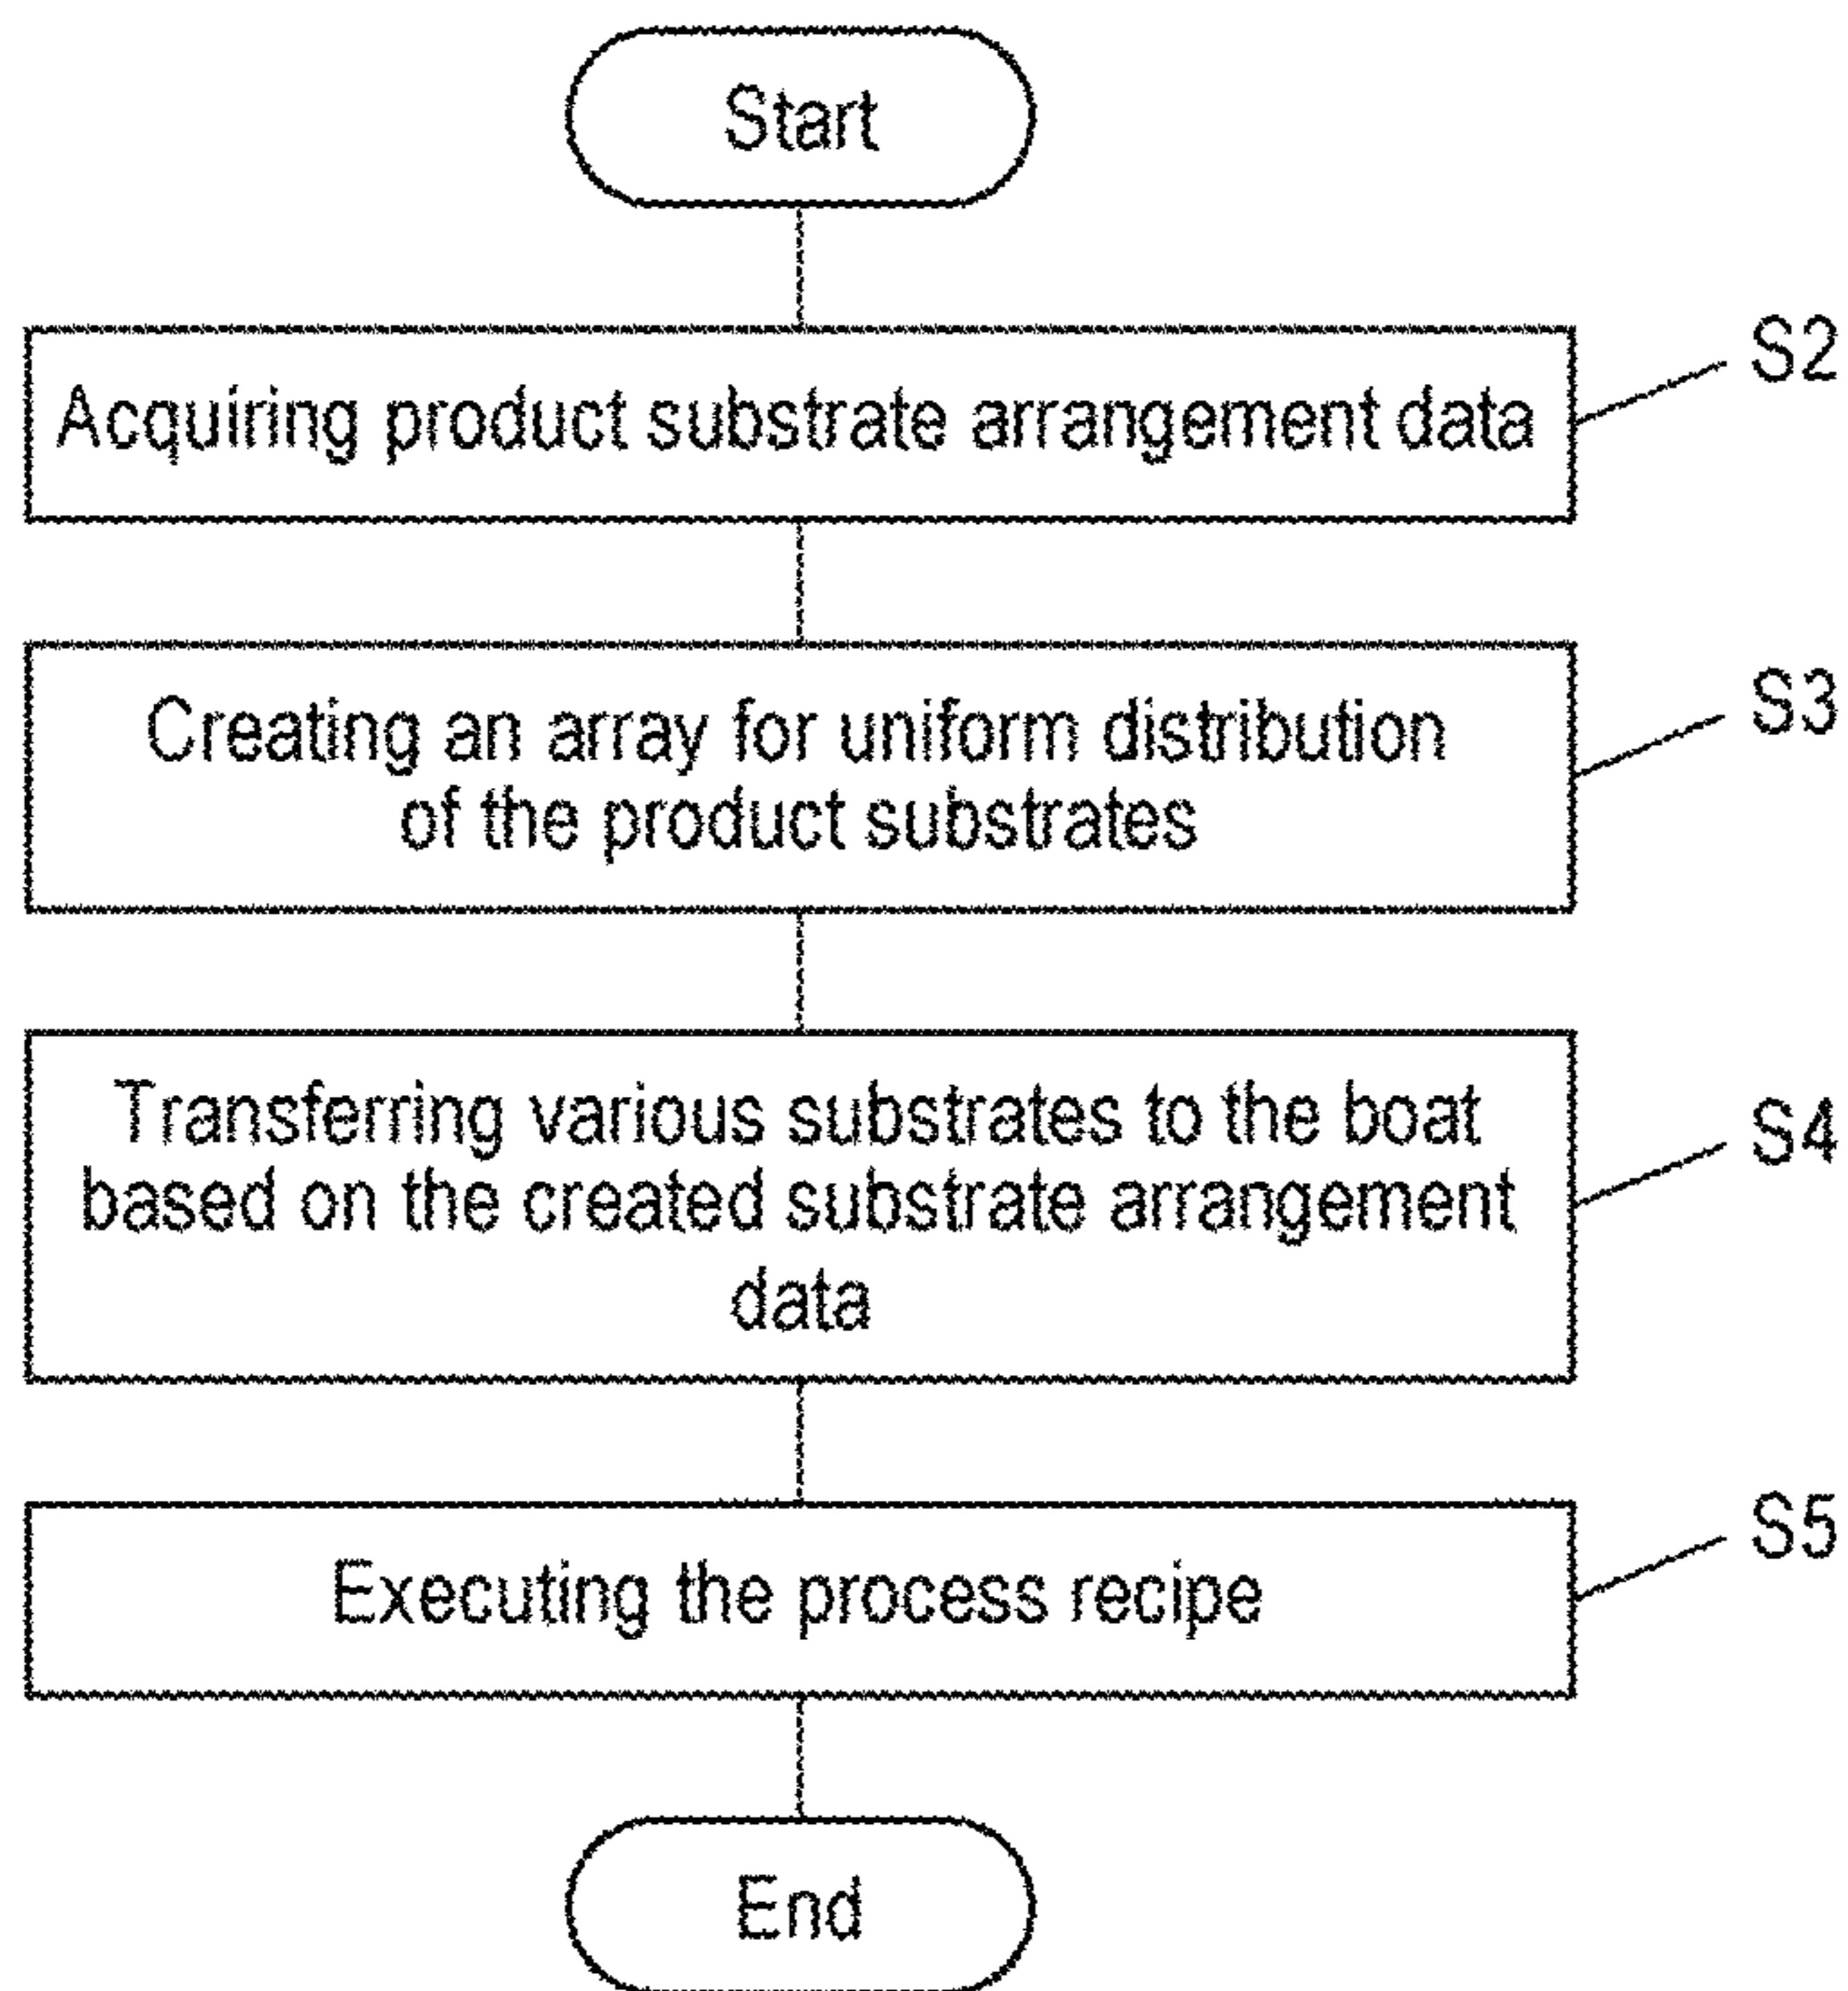 Start
S2
Acquiring product substrate arrangement data
S3
Creating an array for uniform distribution
of the product substrates
S4
Transferring various substrates to the boat
based on the created substrate arrangement
data
S5
Executing the process recipe
End